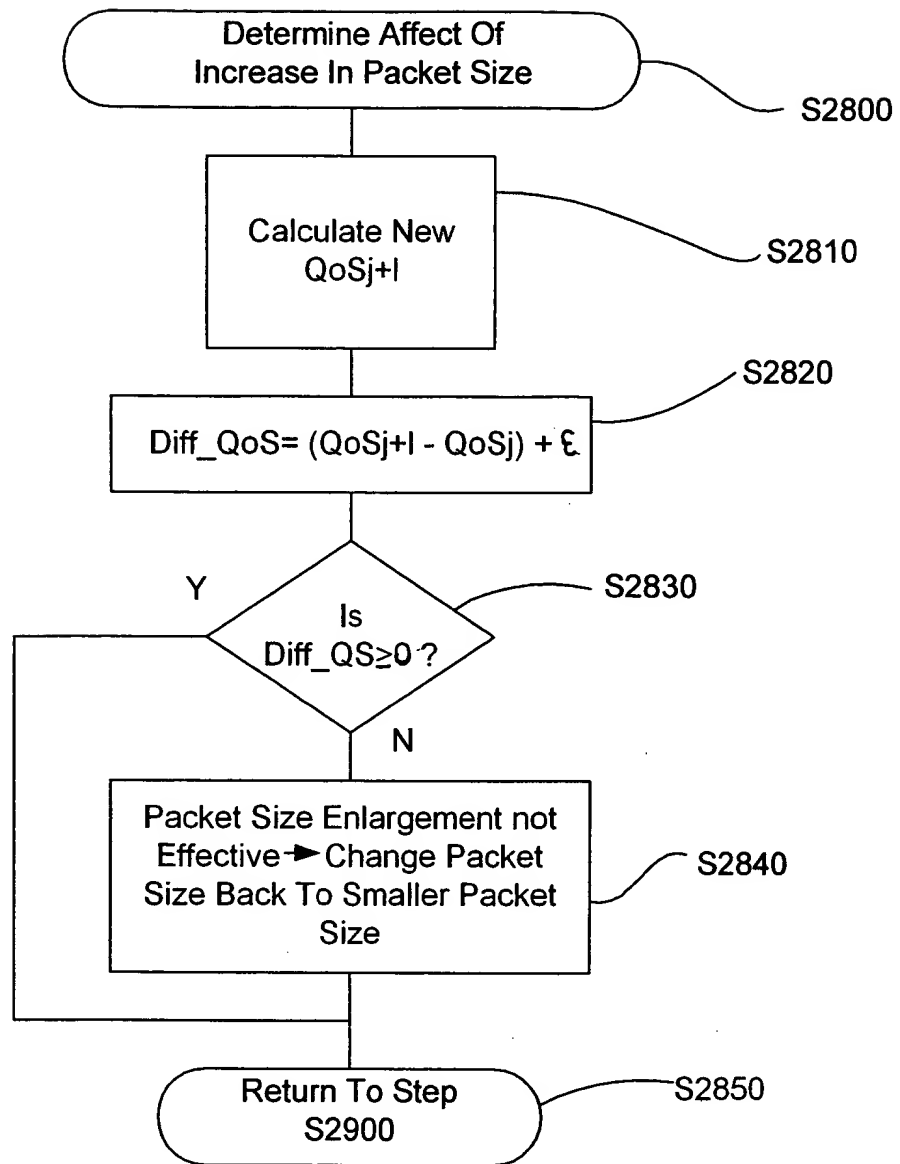 Determine Affect Of
Increase In Packet Size
S2800
Calculate New
QoSj+I
S2810
S2820
Diff_QoS= (QoSj+I - QoSj) + ℇ
Y
S2830
Is
Diff_QS≥0 ?
N
Packet Size Enlargement not
Effective→Change Packet
Size Back To Smaller Packet
Size
S2840
Return To Step
S2900
S2850